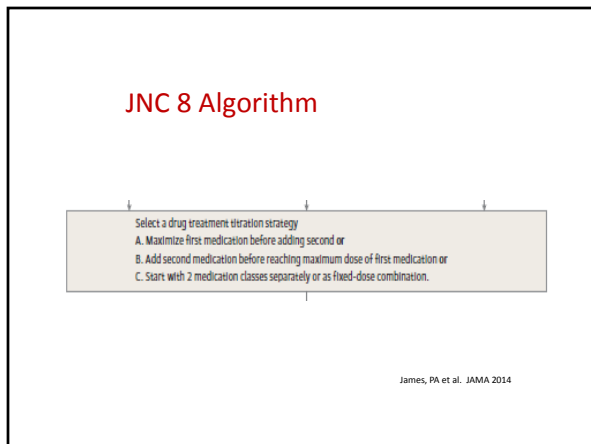 JNC 8 Algorithm
Select a drug treatment titration strategy
A. Maximize first medication before adding second or
B. Add second medication before reaching maximum dose of first medication or
C. Start with 2 medication classes separately or as fixed-dose combination.
James, PA et al. JAMA 2014